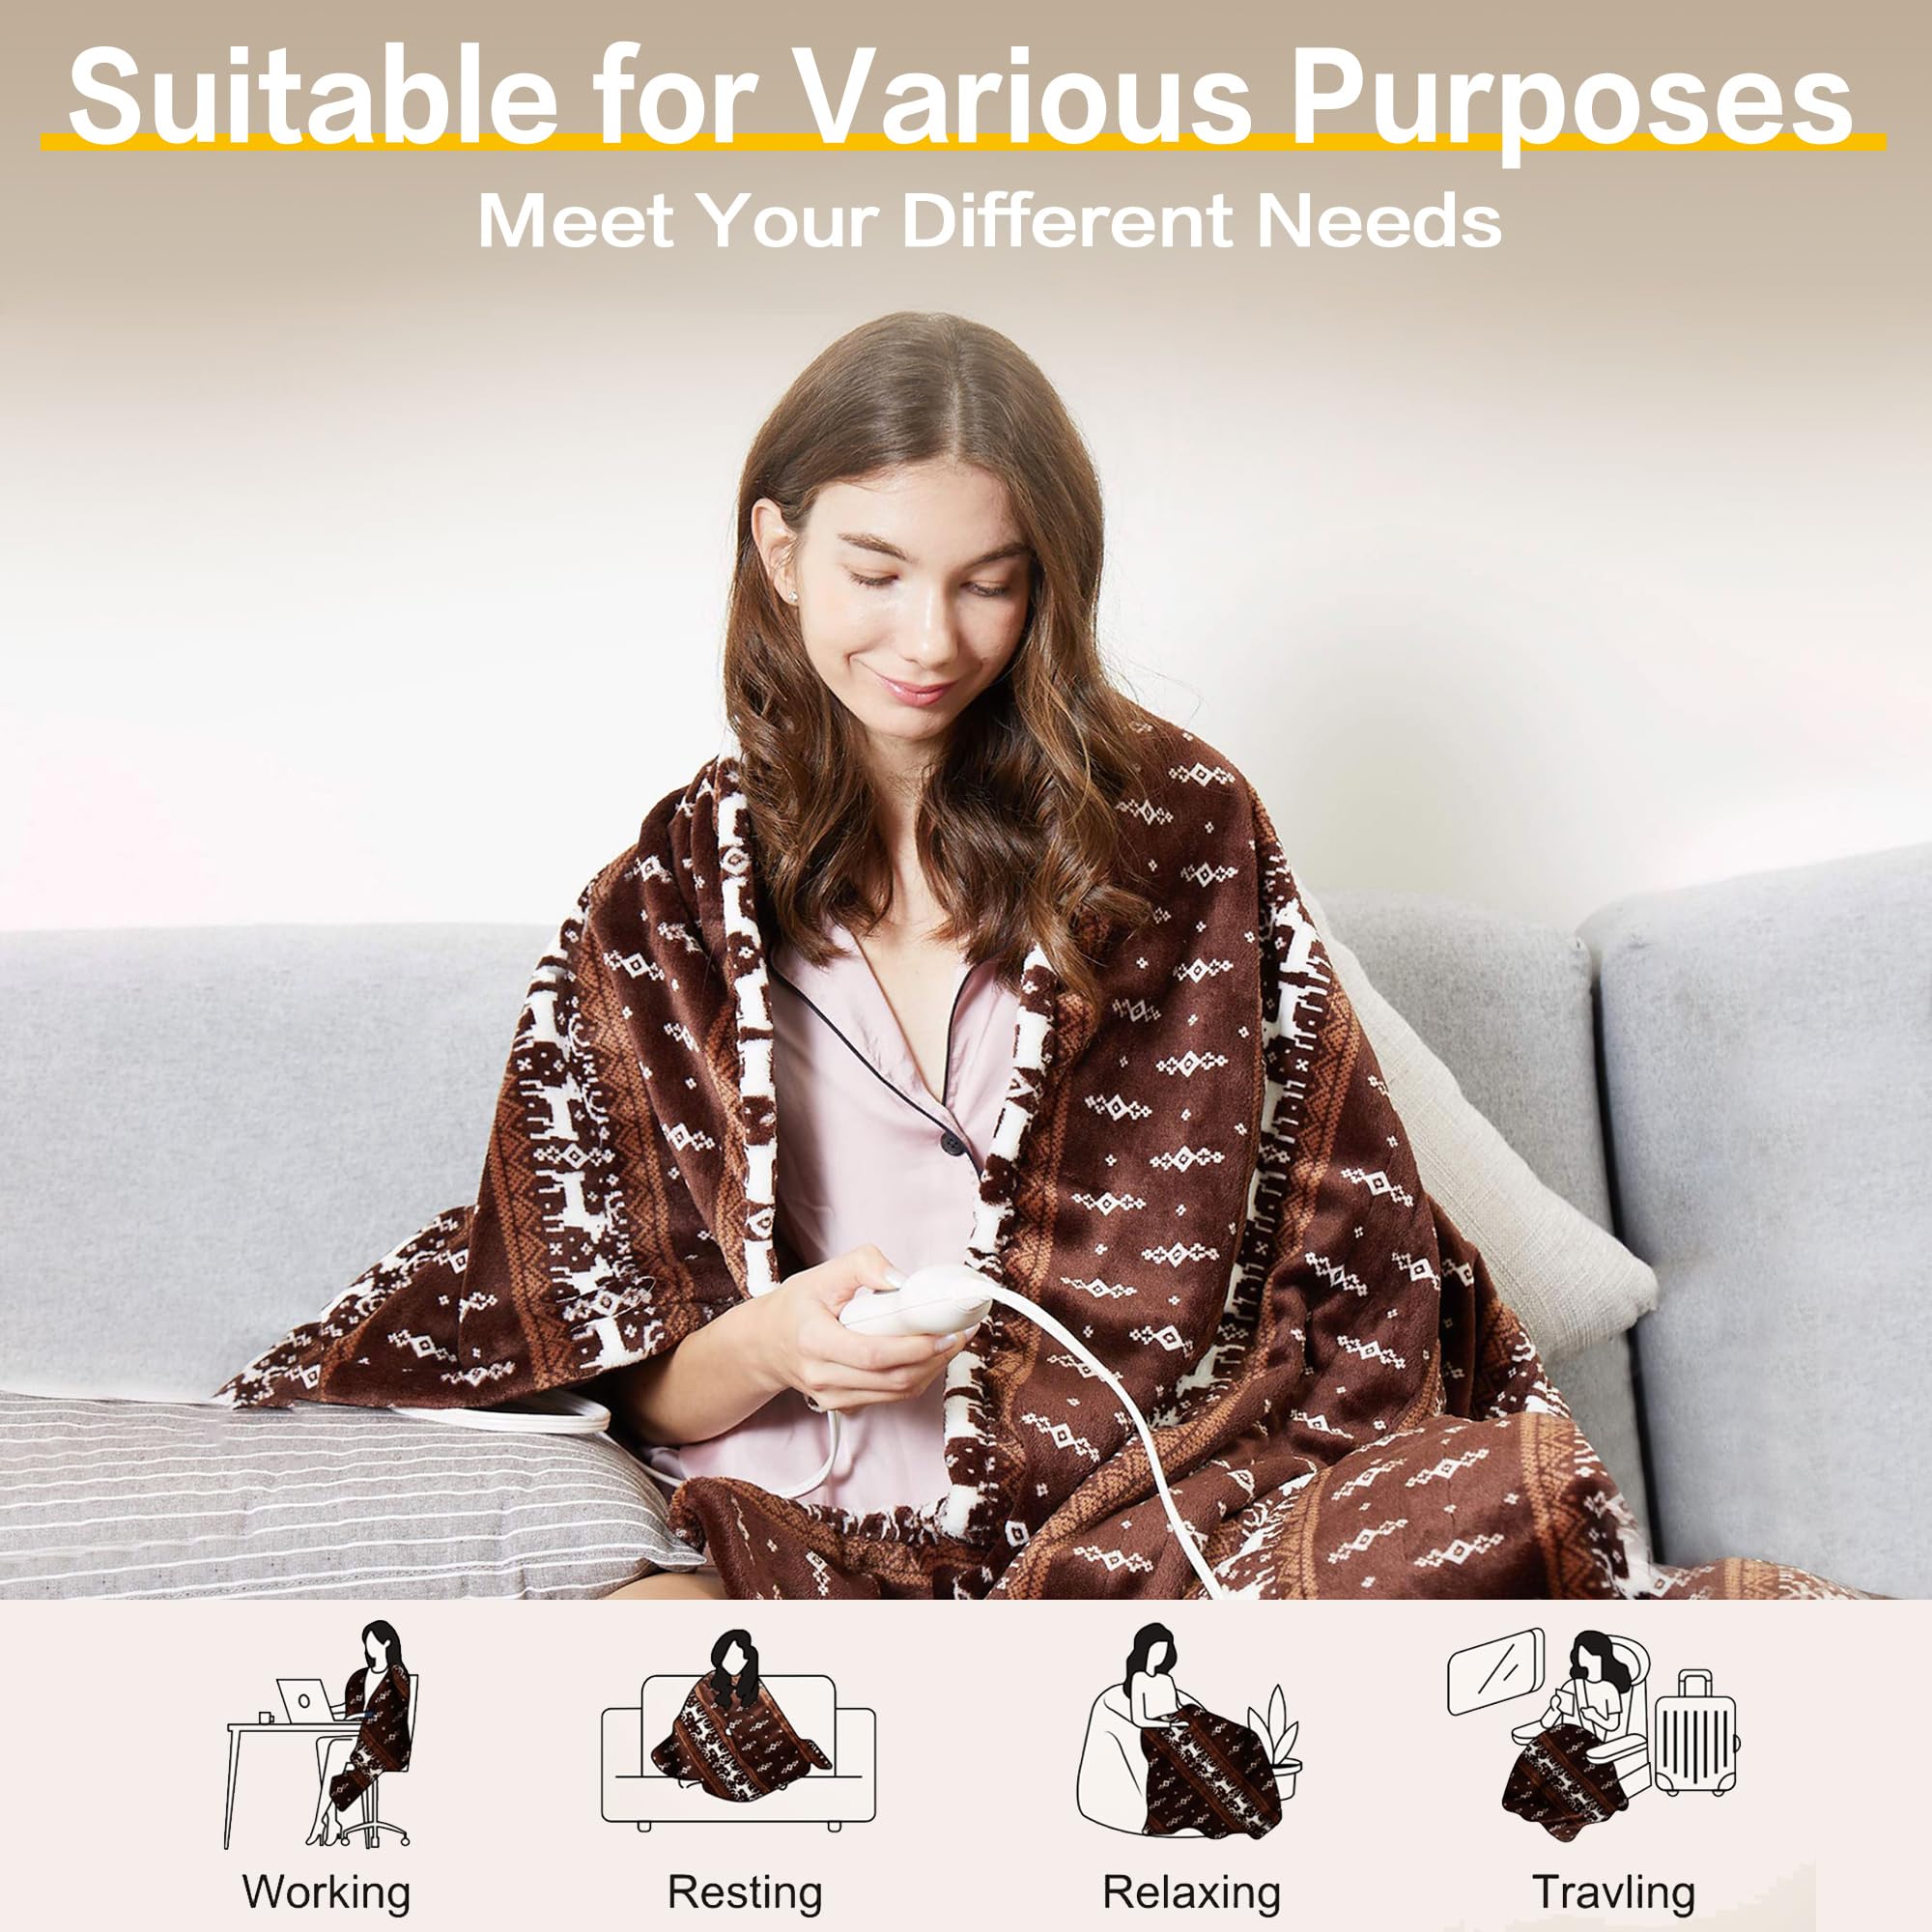 Suitable for Various Purposes
Meet Your Different Needs
Working
Resting
Relaxing
Travling